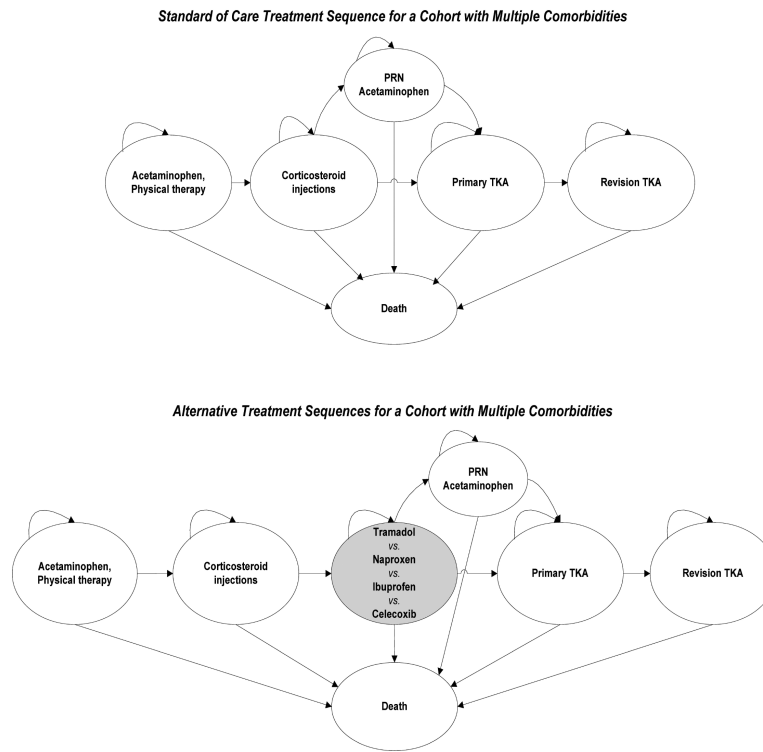 Standard of Care Treatment Sequence for a Cohort with Multiple Comorbidities
PRN
Acetaminophen
Acetaminophen,
Physical therapy
Corticosteroid
injections
Primary TKA
Revision TKA
Death
Alternative Treatment Sequences for a Cohort with Multiple Comorbidities
PRN
Acetaminophen
Acetaminophen,
Physical therapy
Corticosteroid
injections
Tramadol
vs.
Naproxen
vs.
Ibuprofen
vs.
Celecoxib
Primary TKA
Revision TKA
Death